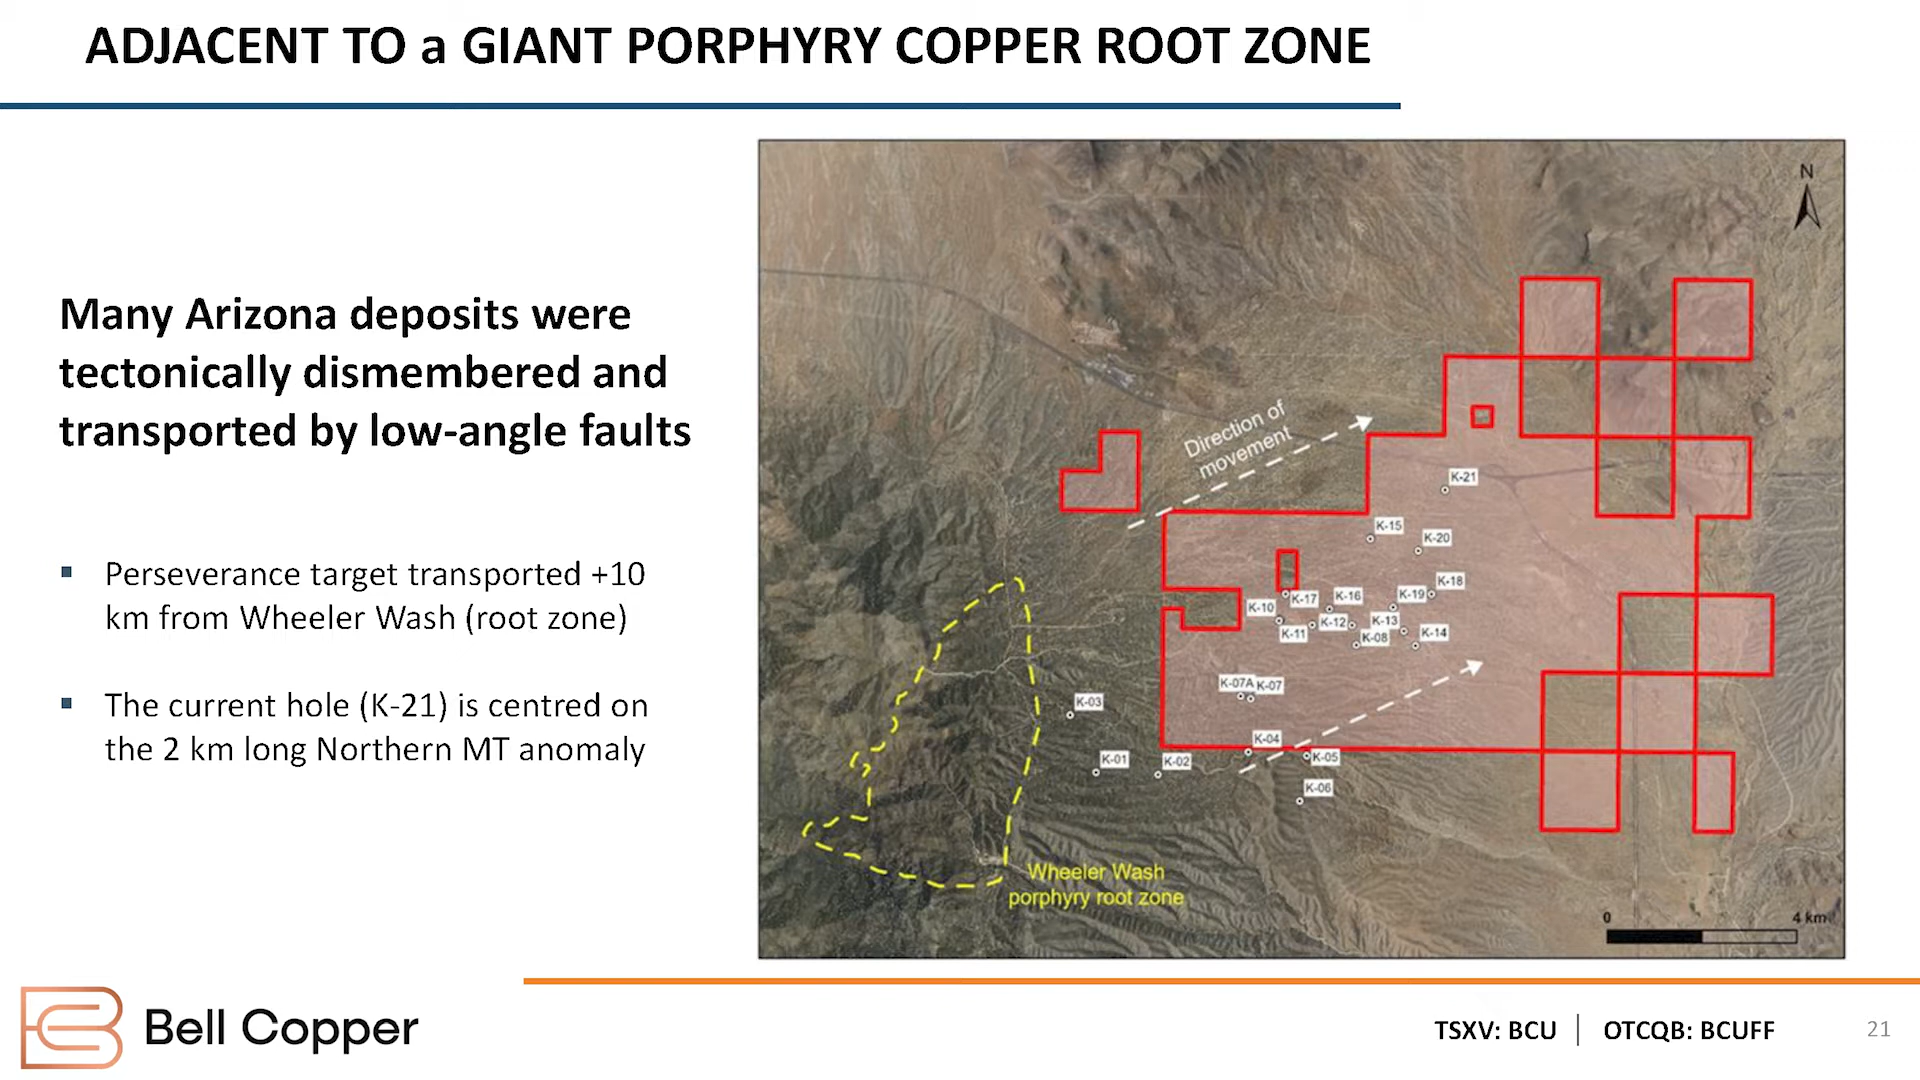 ADJACENT TO a GIANT PORPHYRY COPPER ROOT ZONE
Many Arizona deposits were
tectonically dismembered and
transported by low-angle faults
▪ Perseverance target transported +10
km from Wheeler Wash (root zone)
▪ The current hole (K-21) is centred on
the 2 km long Northern MT anomaly
N
Direction of
movement
K-21
K-15
K-20
K-18
K-19
K-16
K-17
K-10
K-13
K-12
K-11
K-08
K-14
K-07A
K-07
K-03
K-04
K-01
K-02
K-05
K-06
Wheeler Wash
porphyry root zone
0 4 km
Bell Copper
TSXV: BCU | OTCQB: BCUFF
21